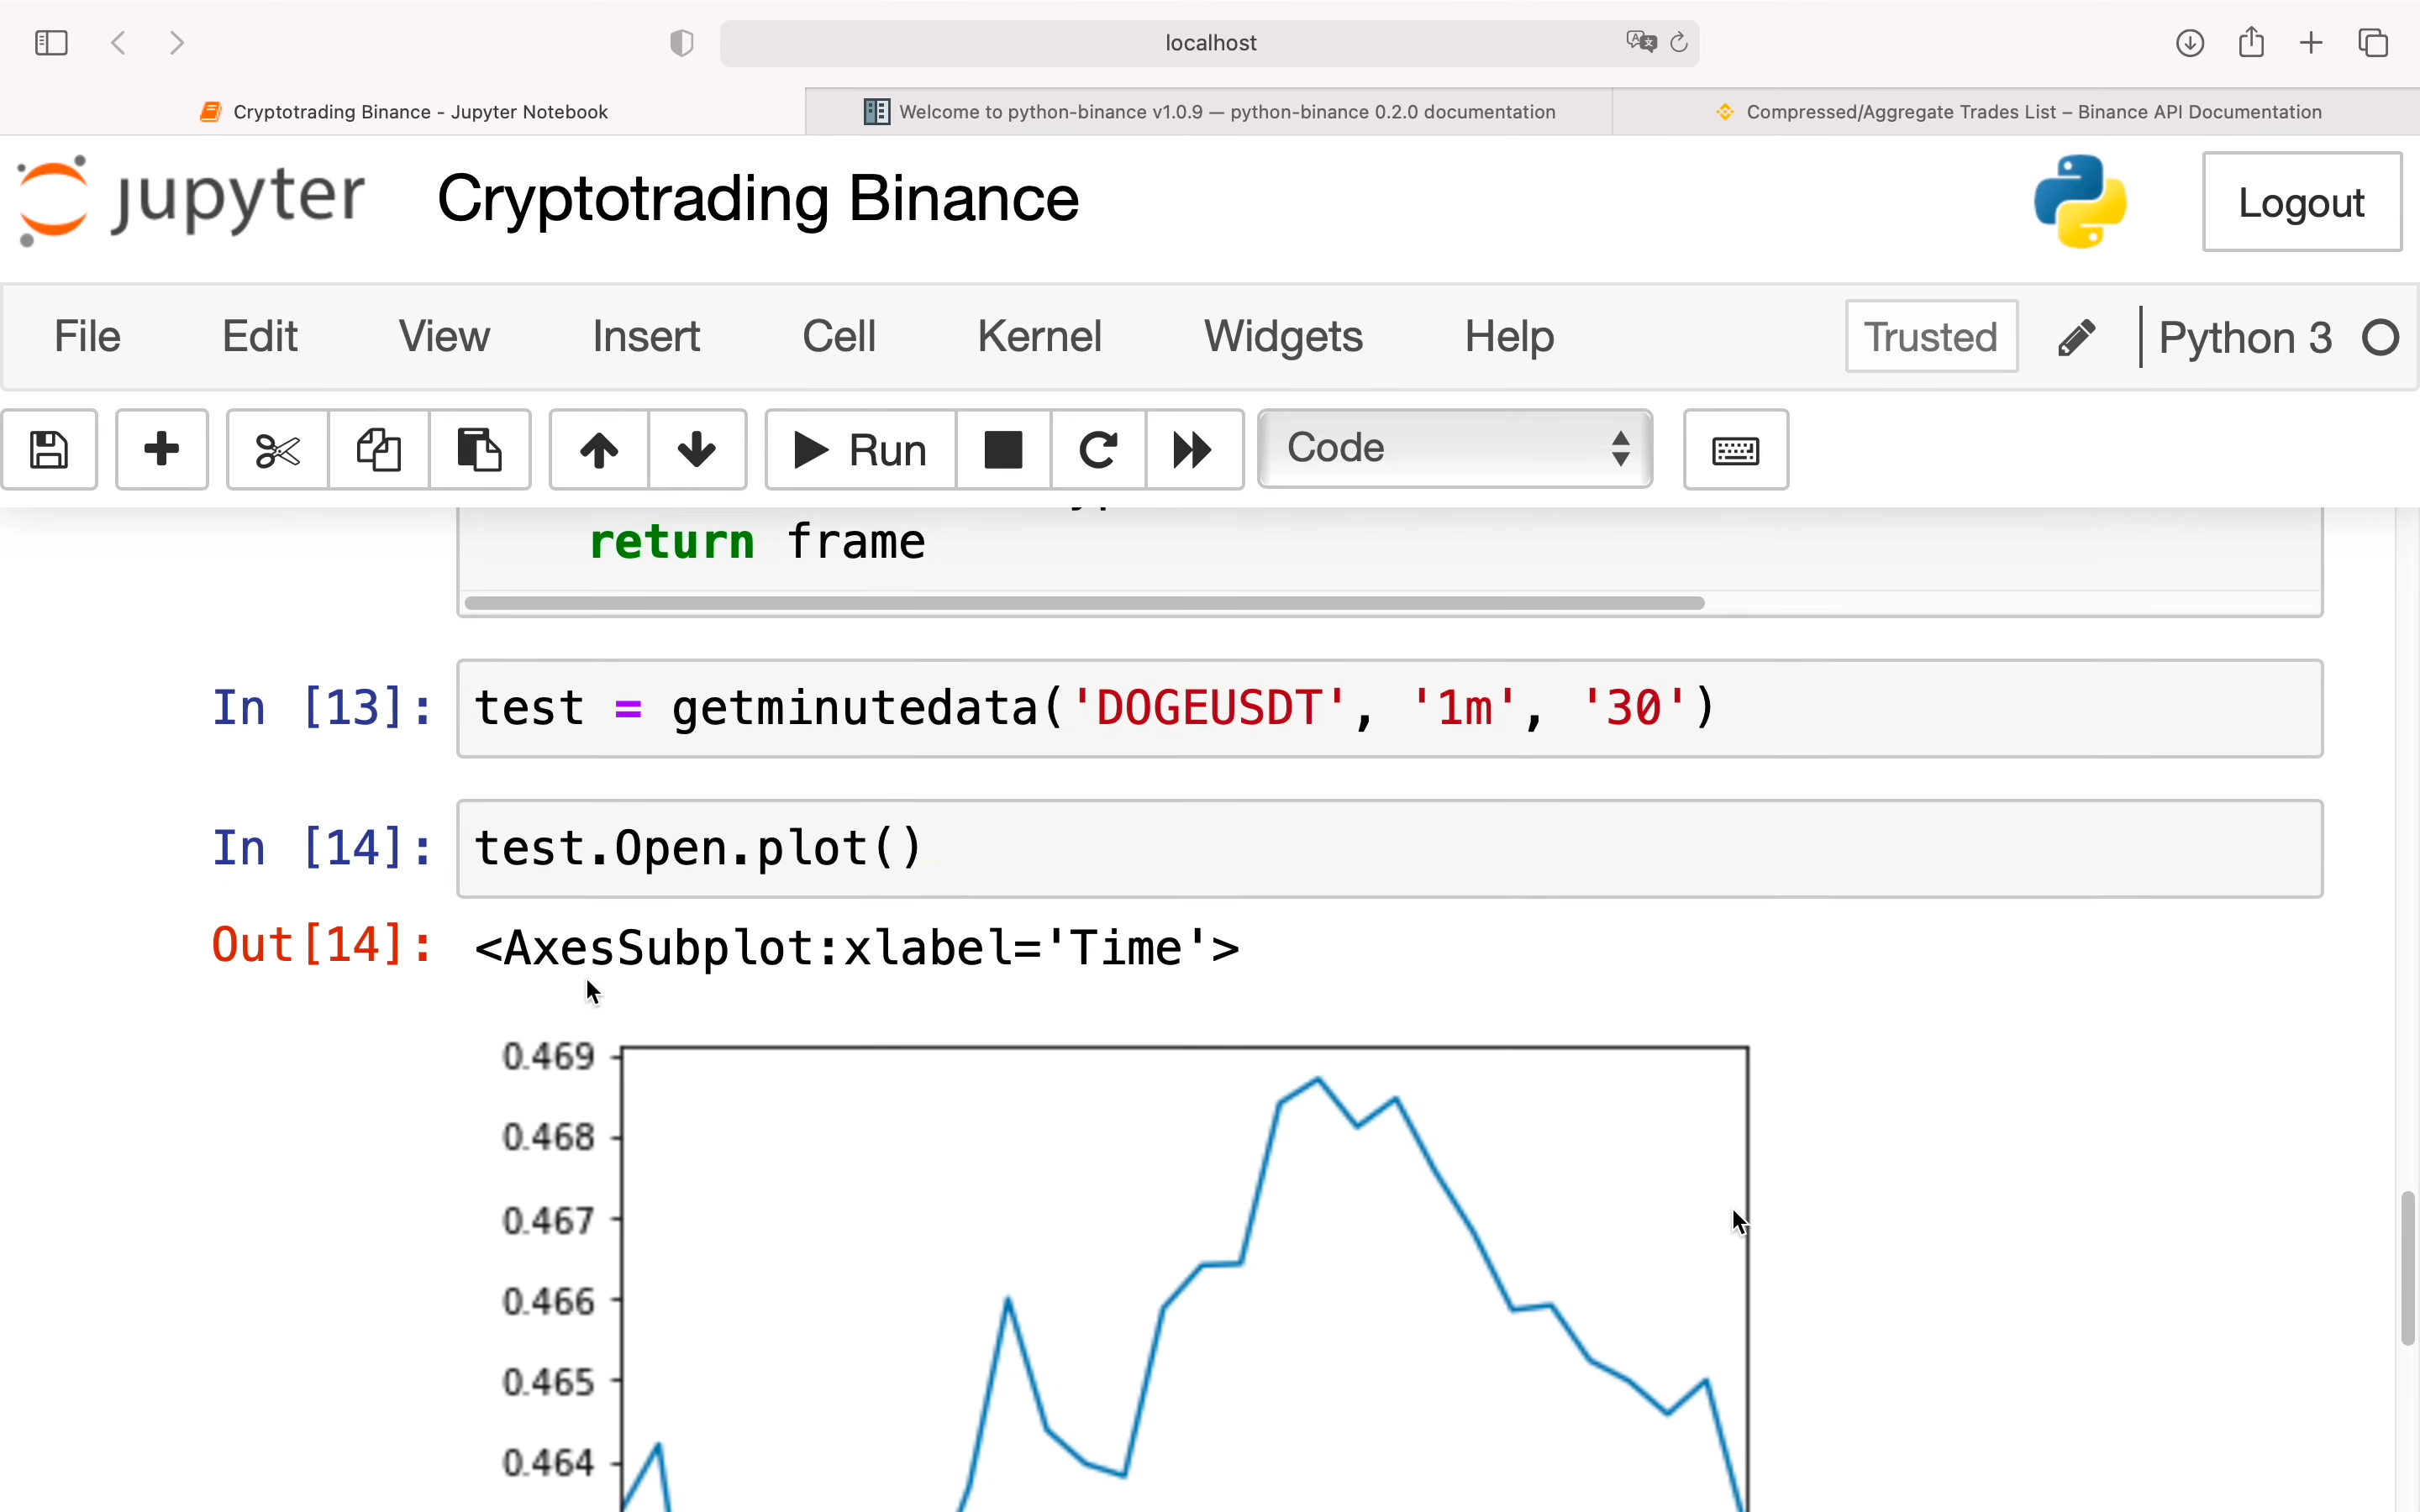 localhost
Cryptotrading Binance - Jupyter Notebook
Welcome to python-binance v1.0.9 — python-binance 0.2.0 documentation
Compressed/Aggregate Trades List – Binance API Documentation
jupyter Cryptotrading Binance
Logout
File Edit View Insert Cell Kernel Widgets Help Trusted Python 3
Run Code
return frame
In [13]: test = getminutedata('DOGEUSDT', '1m', '30')
In [14]: test.Open.plot()
Out[14]: <AxesSubplot:xlabel='Time'>
0.469
0.468
0.467
0.466
0.465
0.464